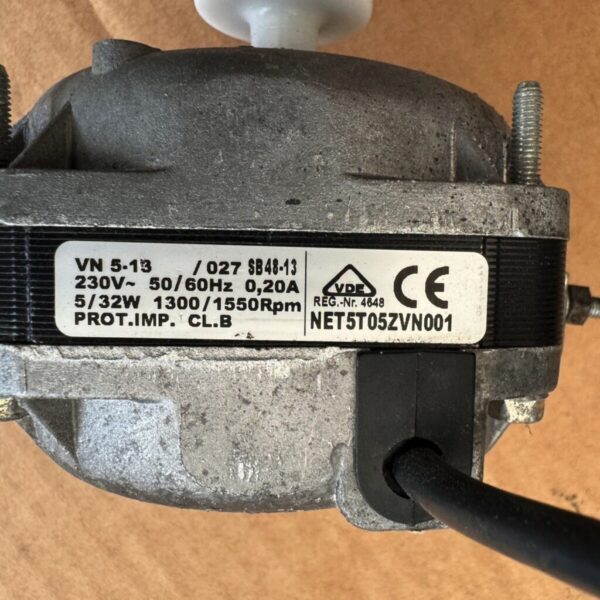 VN 5-13 /027 SB48-13
230V~ 50/60Hz 0,20A
5/32W 1300/1550Rpm
PROT.IMP. CL.B
VDE
REG.-Nr. 4648
CE
NET5T05ZVN001